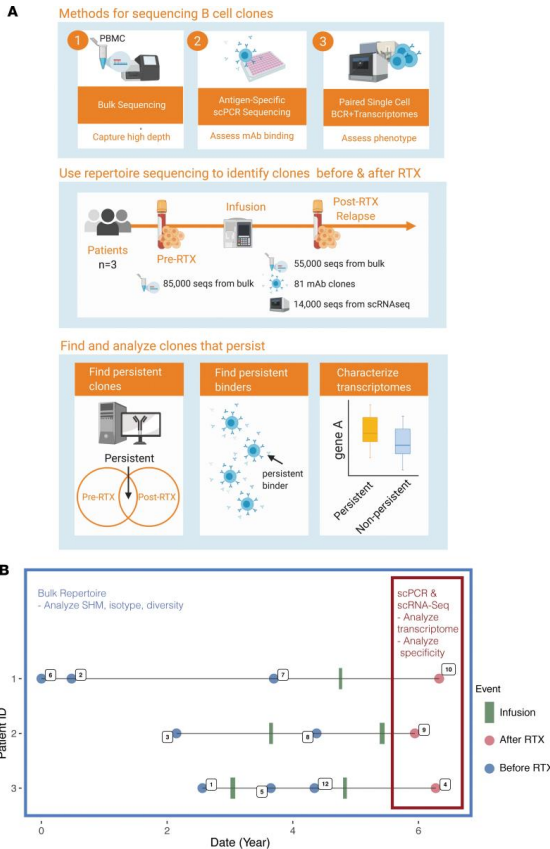 A
Methods for sequencing B cell clones
1
PBMC
2
3
Bulk Sequencing
Antigen-Specific
scPCR Sequencing
Paired Single Cell
BCR+Transcriptomes
Capture high depth
Assess mAb binding
Assess phenotype
Use repertoire sequencing to identify clones before & after RTX
Patients
n=3
Pre-RTX
Infusion
Post-RTX
Relapse
85,000 seqs from bulk
55,000 seqs from bulk
81 mAb clones
14,000 seqs from scRNAseq
Find and analyze clones that persist
Find persistent
clones
Persistent
Pre-RTX
Post-RTX
Find persistent
binders
persistent
binder
Characterize
transcriptomes
gene A
Persistent
Non-persistent
B
Bulk Repertoire
- Analyze SHM, isotype, diversity
scPCR &
scRNA-Seq
- Analyze
transcriptome
- Analyze
specificity
Patient ID
1
6
2
7
10
2
3
8
9
3
1
5
12
4
0
2
4
6
Date (Year)
Event
Infusion
After RTX
Before RTX